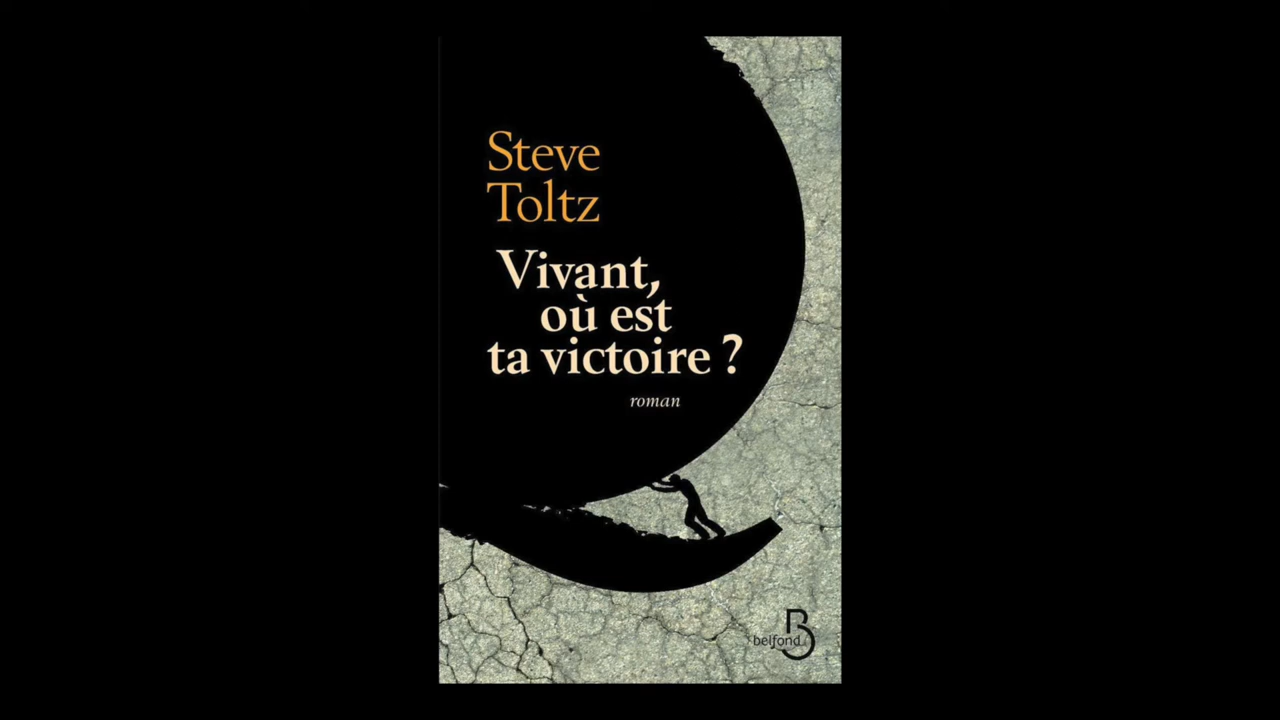 Steve
Toltz
Vivant,
où est
ta victoire ?
roman
belfond